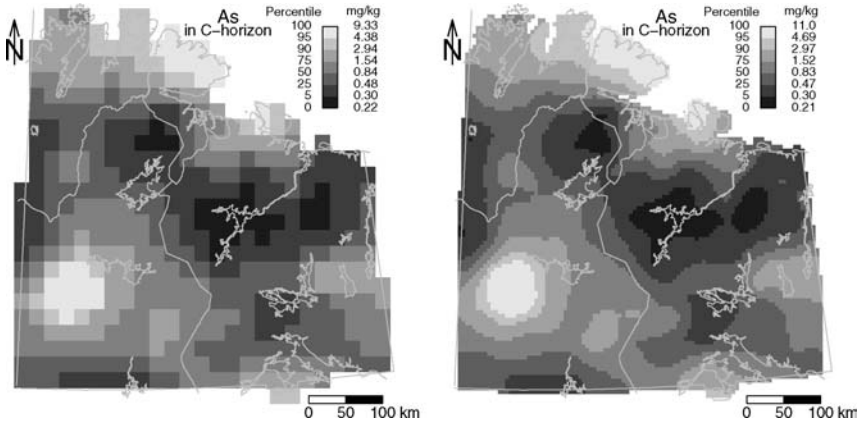 As
in C-horizon
Percentile mg/kg
100 9.33
95 4.38
90 2.94
75 1.54
50 0.84
25 0.48
5 0.30
0 0.22
N
0 50 100 km
As
in C-horizon
Percentile mg/kg
100 11.0
95 4.69
90 2.97
75 1.52
50 0.83
25 0.47
5 0.30
0 0.21
N
0 50 100 km